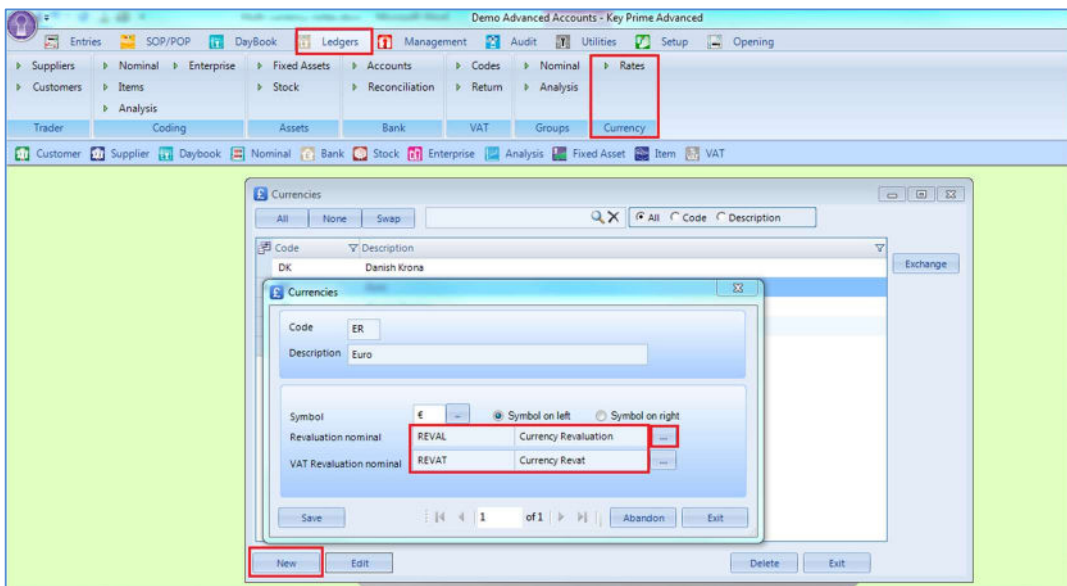 Demo Advanced Accounts - Key Prime Advanced
Entries SOP/POP DayBook Ledgers Management Audit Utilities Setup Opening
Suppliers Nominal Enterprise Fixed Assets Accounts Codes Nominal Rates
Customers Items Stock Reconciliation Return Analysis
Analysis
Trader Coding Assets Bank VAT Groups Currency
Customer Supplier Daybook Nominal Bank Stock Enterprise Analysis Fixed Asset Item VAT
£ Currencies
All None Swap All Code Description
Code Description
DK Danish Krona
Exchange
£ Currencies
Code ER
Description Euro
Symbol € ... Symbol on left Symbol on right
Revaluation nominal REVAL Currency Revaluation ...
VAT Revaluation nominal REVAT Currency Revat ...
Save 1 of 1 Abandon Exit
New Edit Delete Exit